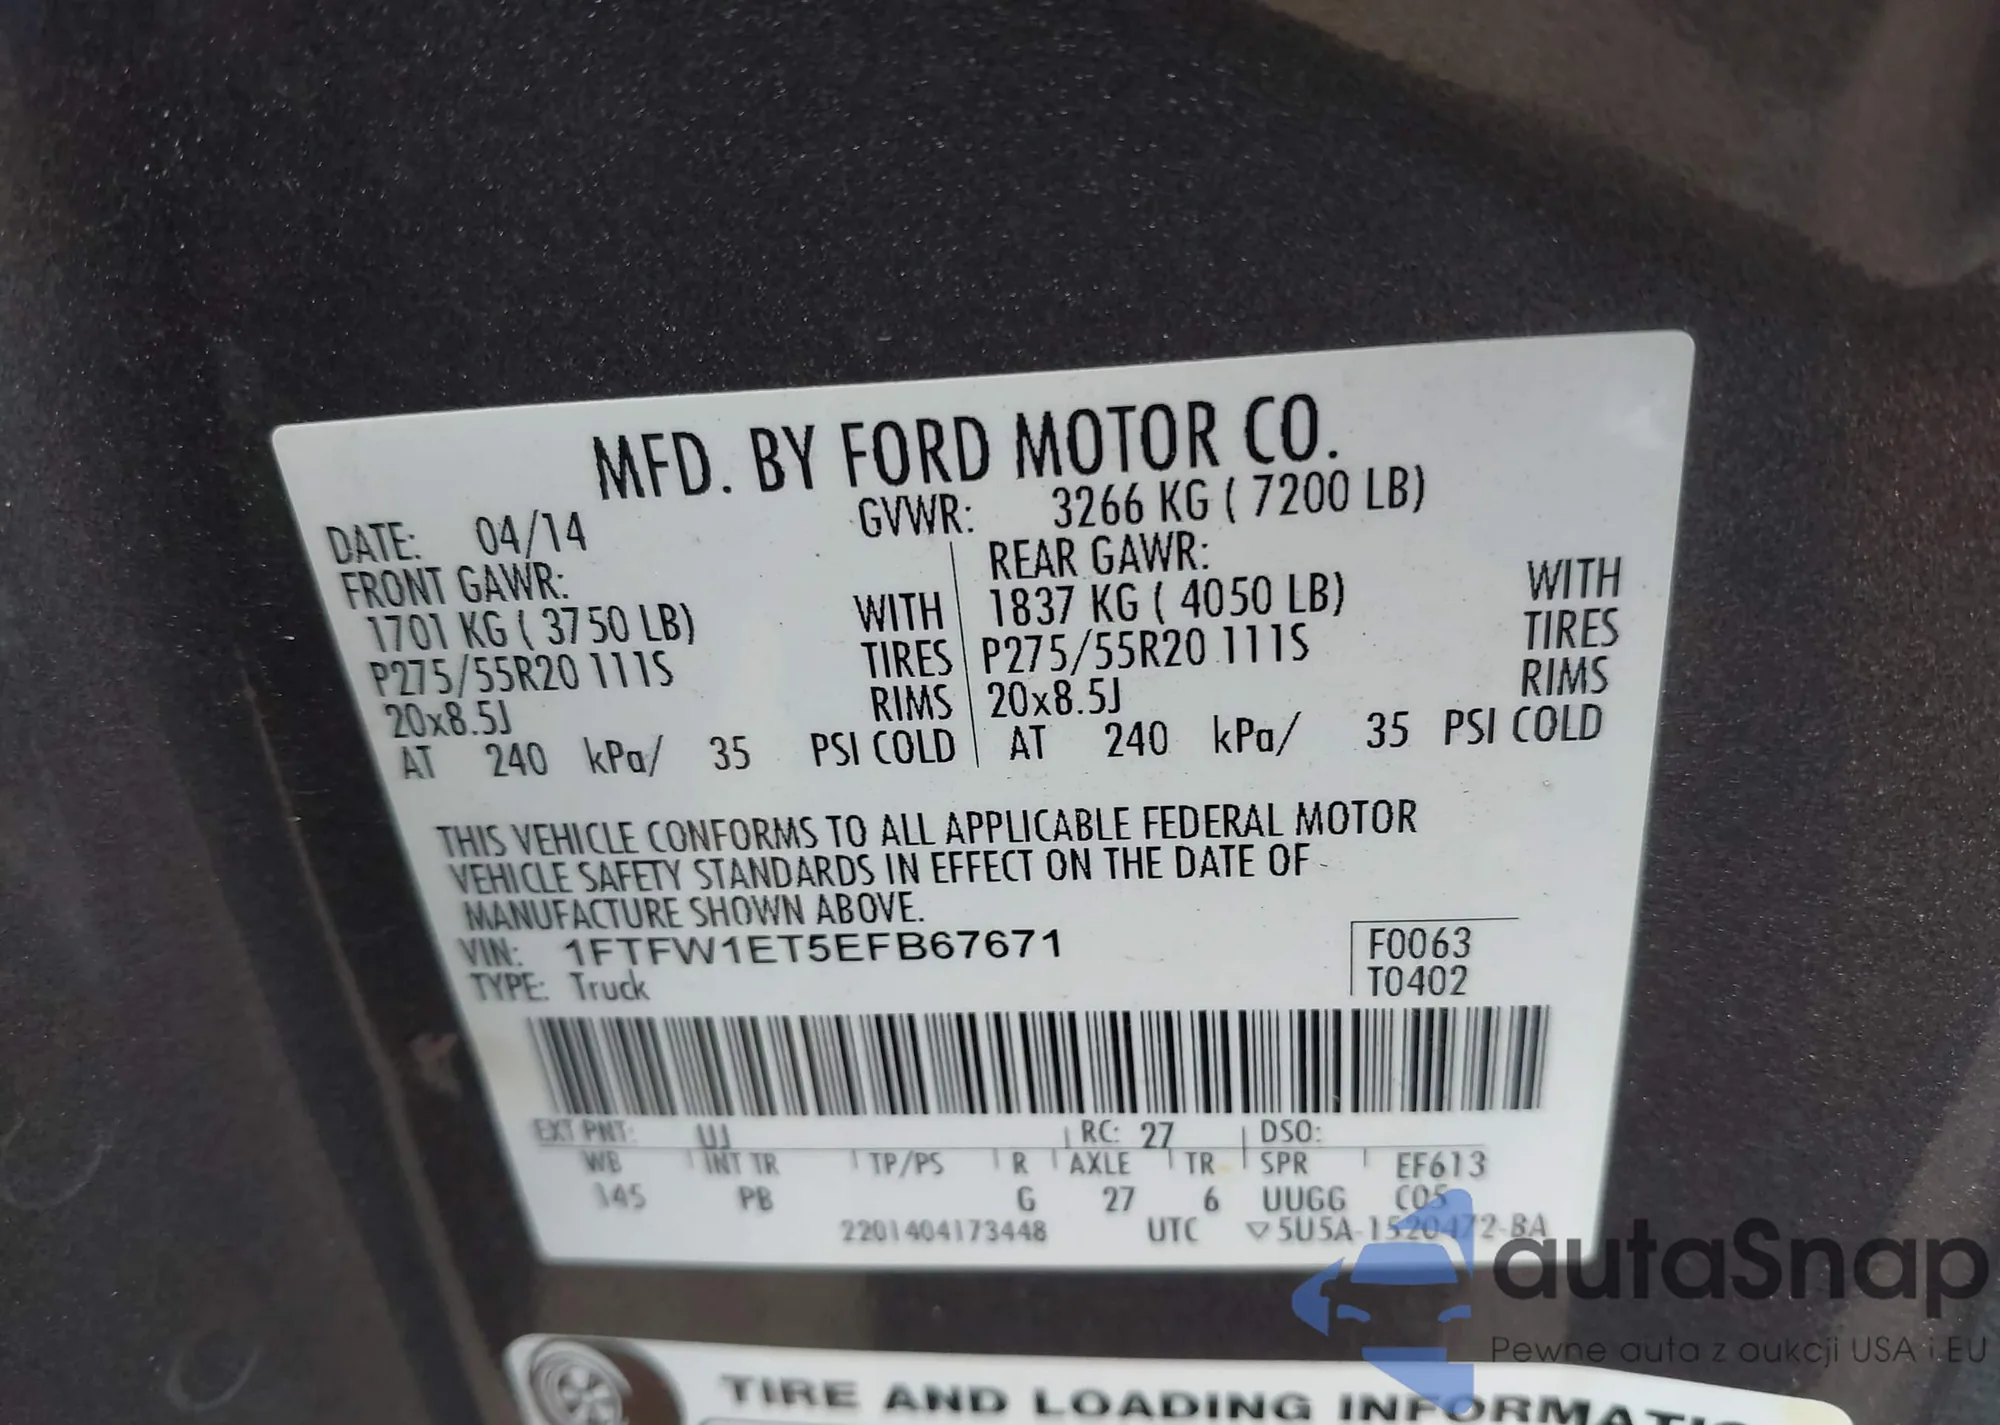 MFD. BY FORD MOTOR CO.
DATE: 04/14 GVWR: 3266 KG ( 7200 LB)
FRONT GAWR: REAR GAWR:
1701 KG ( 3750 LB) WITH 1837 KG ( 4050 LB) WITH
P275/55R20 111S TIRES P275/55R20 111S TIRES
20x8.5J RIMS 20x8.5J RIMS
AT 240 kPa/ 35 PSI COLD AT 240 kPa/ 35 PSI COLD
THIS VEHICLE CONFORMS TO ALL APPLICABLE FEDERAL MOTOR
VEHICLE SAFETY STANDARDS IN EFFECT ON THE DATE OF
MANUFACTURE SHOWN ABOVE.
VIN: 1FTFW1ET5EFB67671 F0063
TYPE: Truck T0402
EXT PNT: UJ RC: 27 DSO:
WB INT TR TP/PS R AXLE TR SPR EF613
145 PB G 27 6 UUGG C05
2201404173448 UTC ▽5U5A-1520472-BA
autaSnap
Pewne auta z aukcji USA i EU
TIRE AND LOADING INFORMATIO